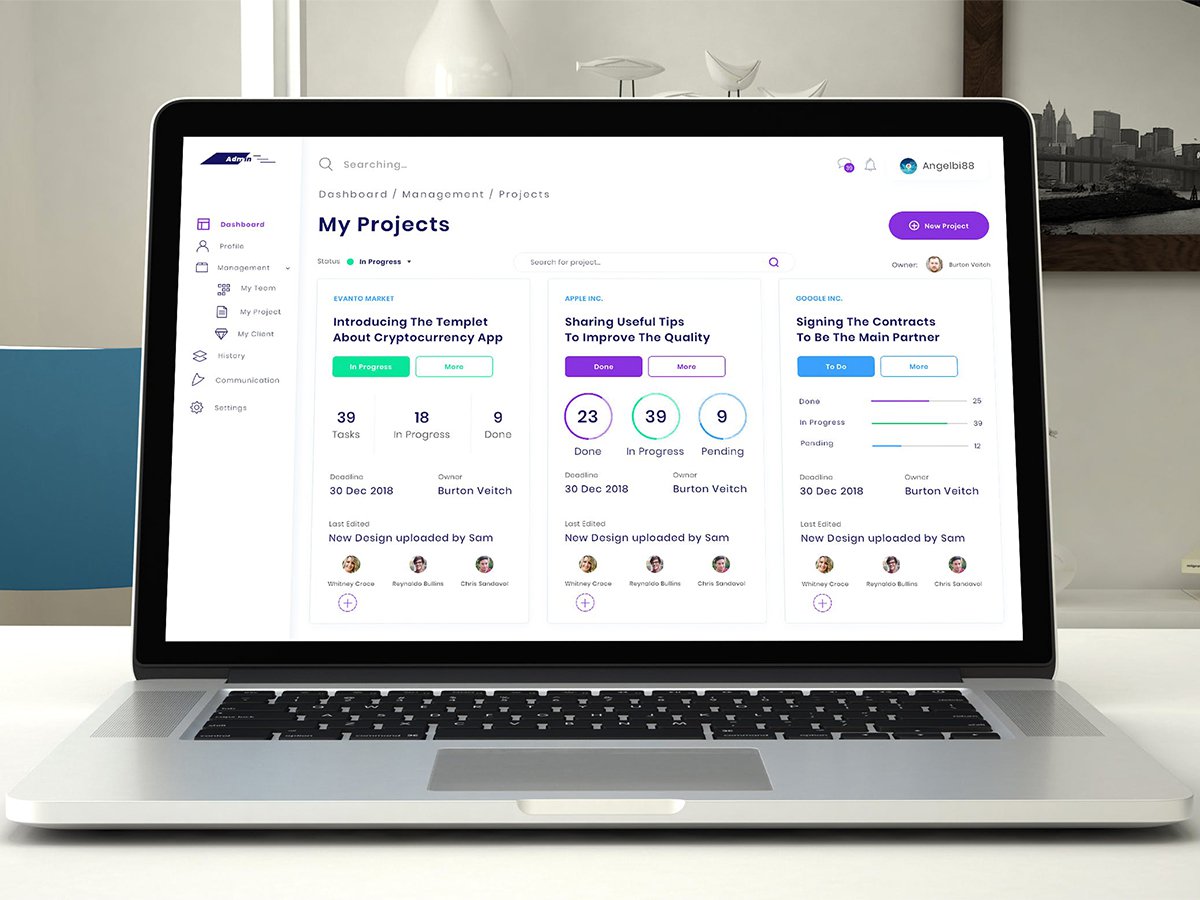 Admin
Searching...
Angelbi88
Dashboard / Management / Projects
My Projects
New Project
Dashboard
Profile
Management
My Team
My Project
My Client
History
Communication
Settings
Status In Progress
Search for project...
Owner: Burton Veitch
EVANTO MARKET
Introducing The Templet
About Cryptocurrency App
In Progress More
39 18 9
Tasks In Progress Done
Deadline Owner
30 Dec 2018 Burton Veitch
Last Edited
New Design uploaded by Sam
Whitney Croce Reynaldo Bullins Chris Sandoval
APPLE INC.
Sharing Useful Tips
To Improve The Quality
Done More
23 39 9
Done In Progress Pending
Deadline Owner
30 Dec 2018 Burton Veitch
Last Edited
New Design uploaded by Sam
Whitney Croce Reynaldo Bullins Chris Sandoval
GOOGLE INC.
Signing The Contracts
To Be The Main Partner
To Do More
Done 25
In Progress 39
Pending 12
Deadline Owner
30 Dec 2018 Burton Veitch
Last Edited
New Design uploaded by Sam
Whitney Croce Reynaldo Bullins Chris Sandoval
control option command command option